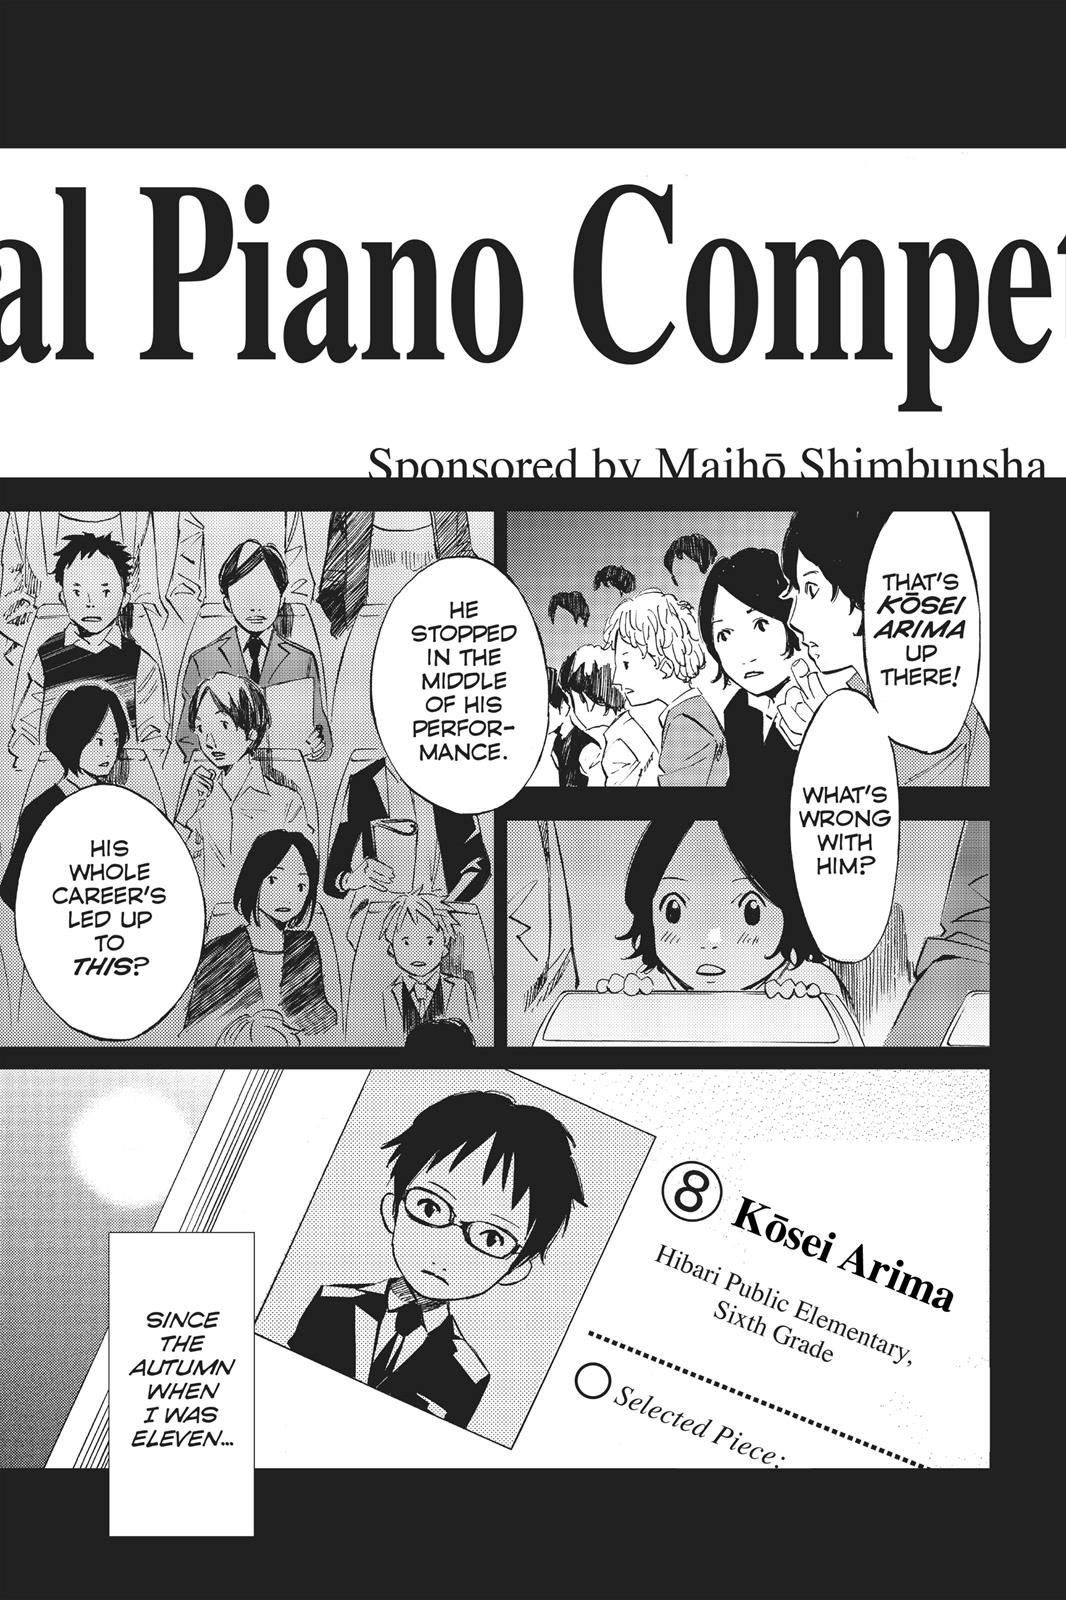 al Piano Compet
Sponsored by Maihō Shimbunsha
THAT'S
KŌSEI
ARIMA
UP
THERE!
WHAT'S
WRONG
WITH
HIM?
HE
STOPPED
IN THE
MIDDLE
OF HIS
PERFOR-
MANCE.
HIS
WHOLE
CAREER'S
LED UP
TO
THIS?
8 Kōsei Arima
Hibari Public Elementary,
Sixth Grade
Selected Piece:
SINCE
THE
AUTUMN
WHEN
I WAS
ELEVEN...